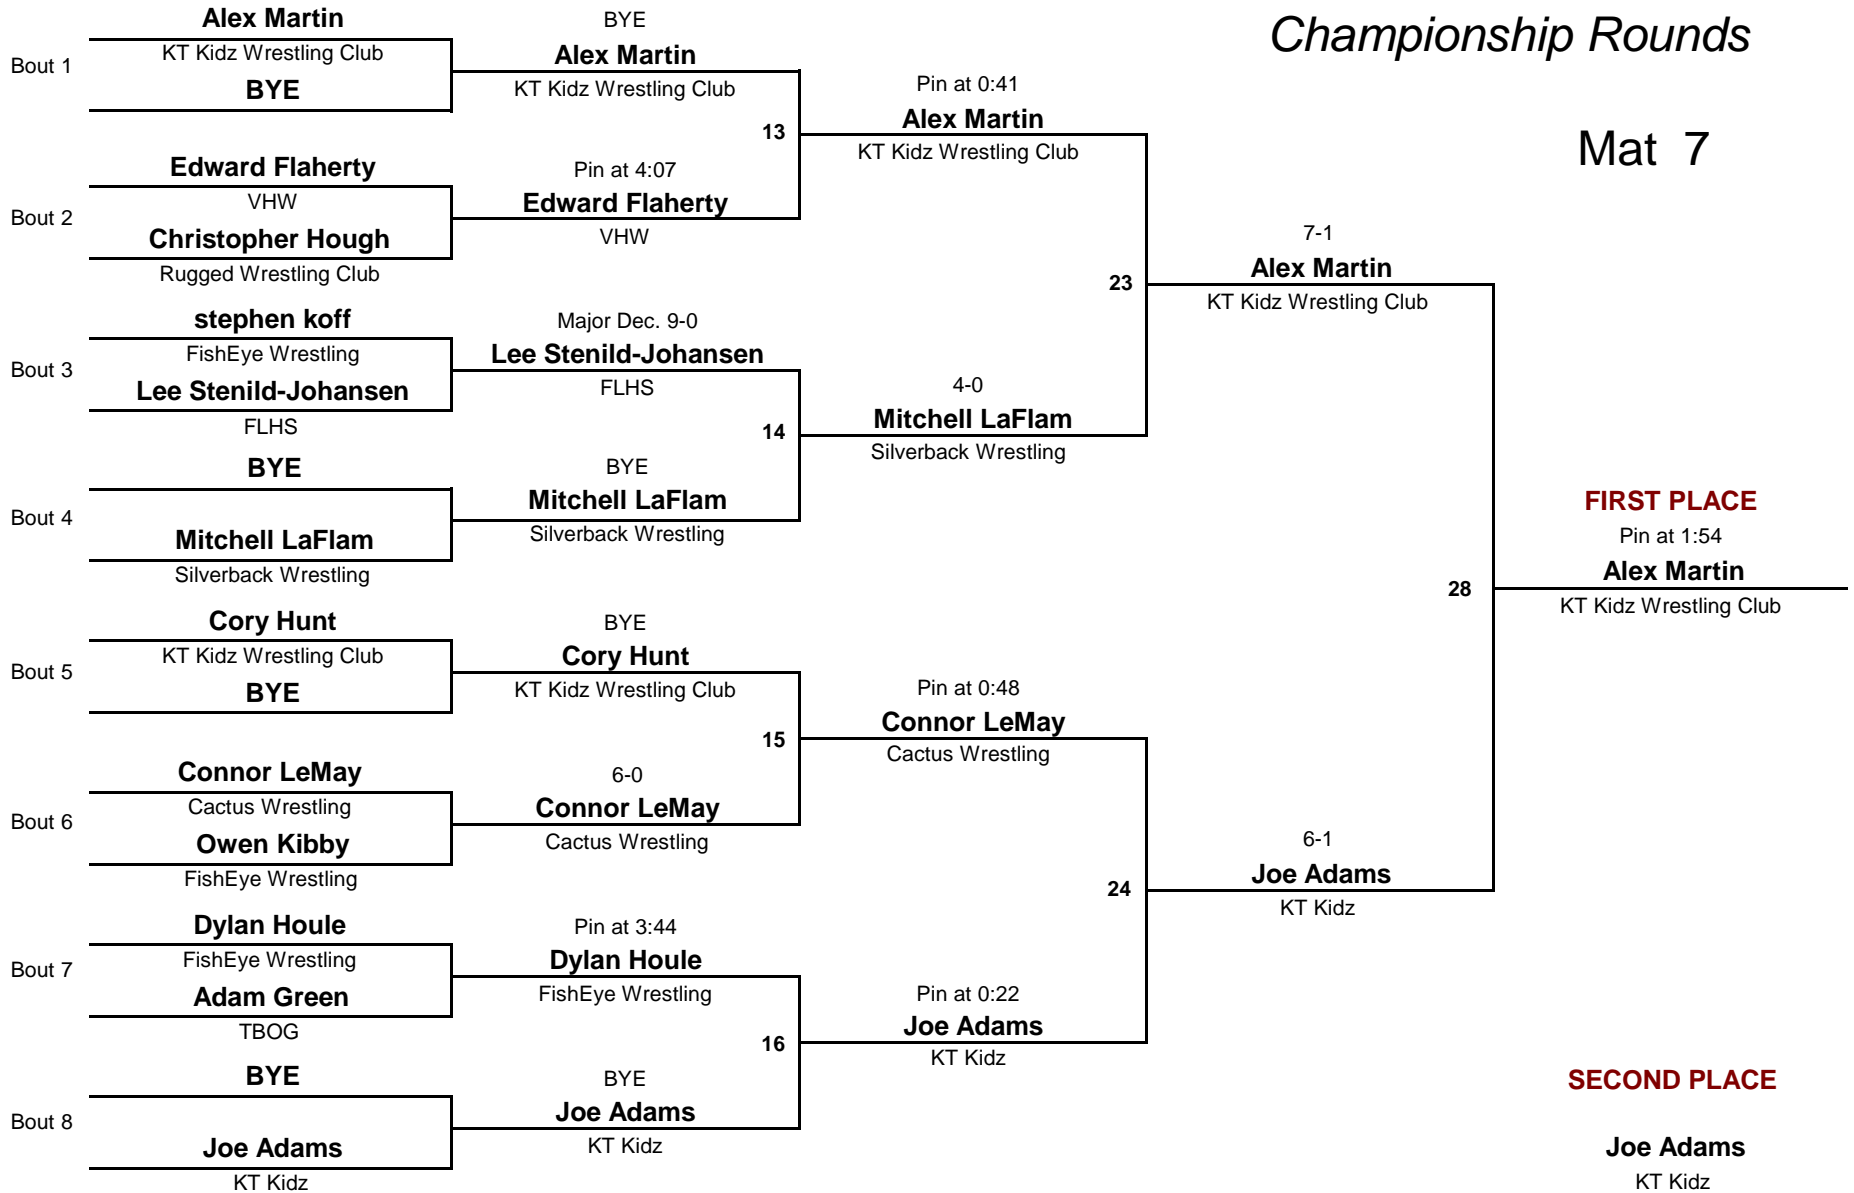 Championship Rounds
Mat 7
Bout 1
Alex Martin
KT Kidz Wrestling Club
BYE
Bout 2
Edward Flaherty
VHW
Christopher Hough
Rugged Wrestling Club
Bout 3
stephen koff
FishEye Wrestling
Lee Stenild-Johansen
FLHS
Bout 4
BYE
Mitchell LaFlam
Silverback Wrestling
Bout 5
Cory Hunt
KT Kidz Wrestling Club
BYE
Bout 6
Connor LeMay
Cactus Wrestling
Owen Kibby
FishEye Wrestling
Bout 7
Dylan Houle
FishEye Wrestling
Adam Green
TBOG
Bout 8
BYE
Joe Adams
KT Kidz
BYE
Alex Martin
KT Kidz Wrestling Club
13
Pin at 4:07
Edward Flaherty
VHW
Major Dec. 9-0
Lee Stenild-Johansen
FLHS
14
BYE
Mitchell LaFlam
Silverback Wrestling
BYE
Cory Hunt
KT Kidz Wrestling Club
15
6-0
Connor LeMay
Cactus Wrestling
Pin at 3:44
Dylan Houle
FishEye Wrestling
16
BYE
Joe Adams
KT Kidz
Pin at 0:41
Alex Martin
KT Kidz Wrestling Club
23
4-0
Mitchell LaFlam
Silverback Wrestling
Pin at 0:48
Connor LeMay
Cactus Wrestling
24
Pin at 0:22
Joe Adams
KT Kidz
7-1
Alex Martin
KT Kidz Wrestling Club
28
6-1
Joe Adams
KT Kidz
FIRST PLACE
Pin at 1:54
Alex Martin
KT Kidz Wrestling Club
SECOND PLACE
Joe Adams
KT Kidz